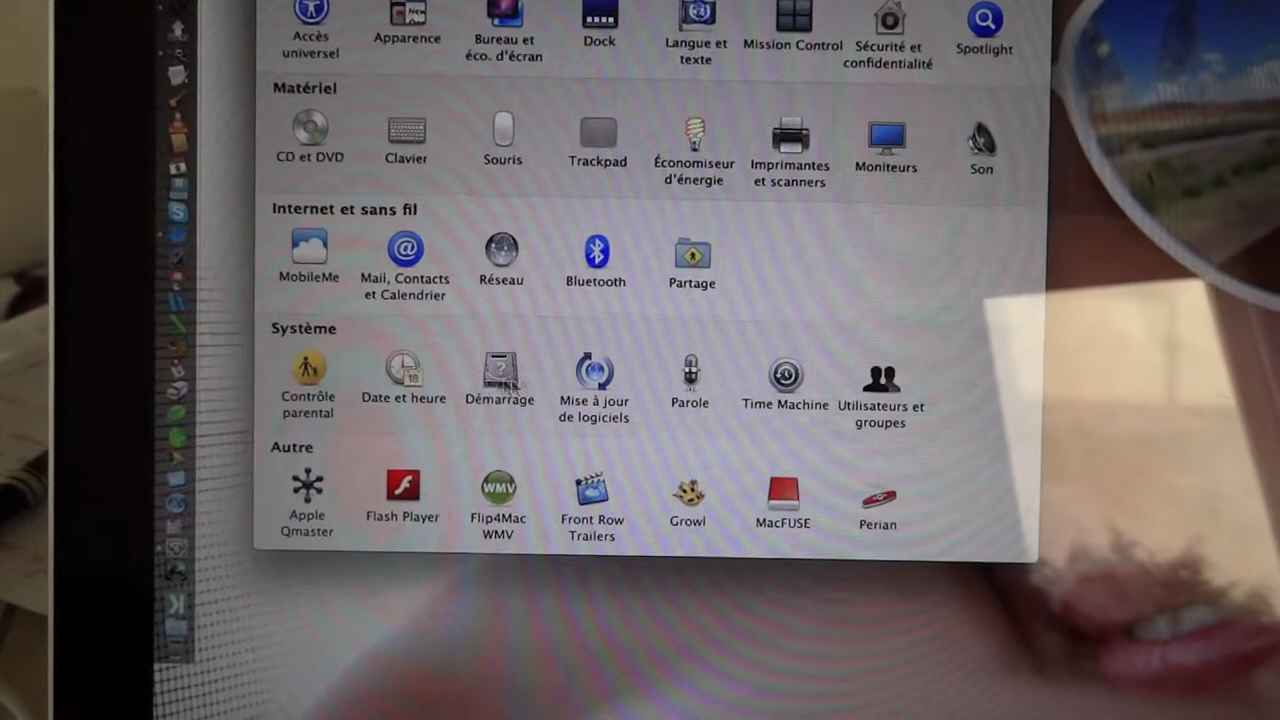 Accès
universel
Apparence
Bureau et
éco. d'écran
Dock
Langue et
texte
Mission Control
Sécurité et
confidentialité
Spotlight
Matériel
CD et DVD
Clavier
Souris
Trackpad
Économiseur
d'énergie
Imprimantes
et scanners
Moniteurs
Son
Internet et sans fil
MobileMe
Mail, Contacts
et Calendrier
Réseau
Bluetooth
Partage
Système
Contrôle
parental
Date et heure
Démarrage
Mise à jour
de logiciels
Parole
Time Machine
Utilisateurs et
groupes
Autre
WMV
Apple
Qmaster
Flash Player
Flip4Mac
WMV
Front Row
Trailers
Growl
MacFUSE
Perian